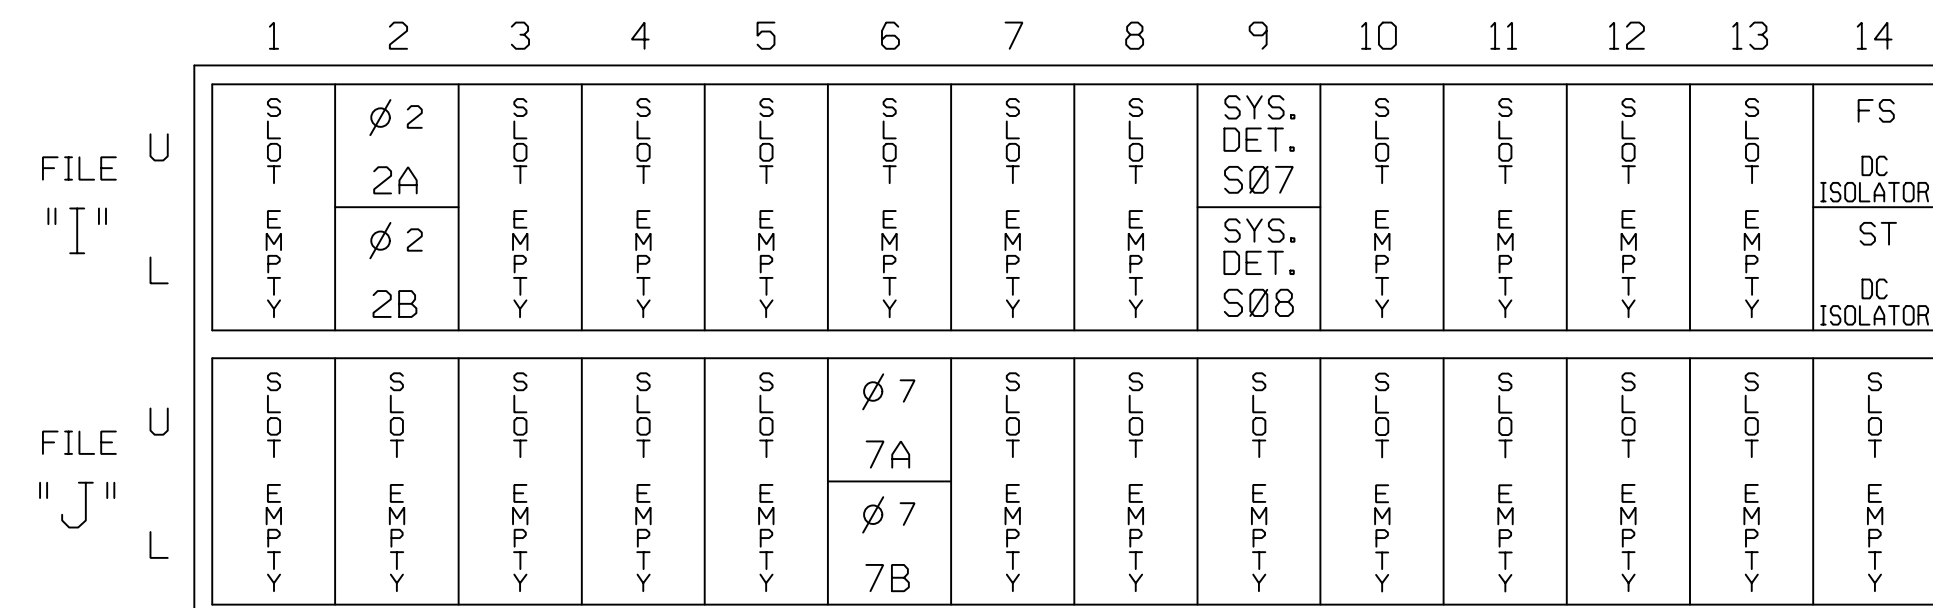 1 2 3 4 5 6 7 8 9 10 11 12 13 14
FILE "I"
U
L
SLOT EMPTY
Ø 2
2A
Ø 2
2B
SLOT EMPTY
SLOT EMPTY
SLOT EMPTY
SLOT EMPTY
SLOT EMPTY
SLOT EMPTY
SYS.
DET.
SØ7
SYS.
DET.
SØ8
SLOT EMPTY
SLOT EMPTY
SLOT EMPTY
SLOT EMPTY
FS
DC
ISOLATOR
ST
DC
ISOLATOR
FILE "J"
U
L
SLOT EMPTY
SLOT EMPTY
SLOT EMPTY
SLOT EMPTY
SLOT EMPTY
Ø 7
7A
Ø 7
7B
SLOT EMPTY
SLOT EMPTY
SLOT EMPTY
SLOT EMPTY
SLOT EMPTY
SLOT EMPTY
SLOT EMPTY
SLOT EMPTY